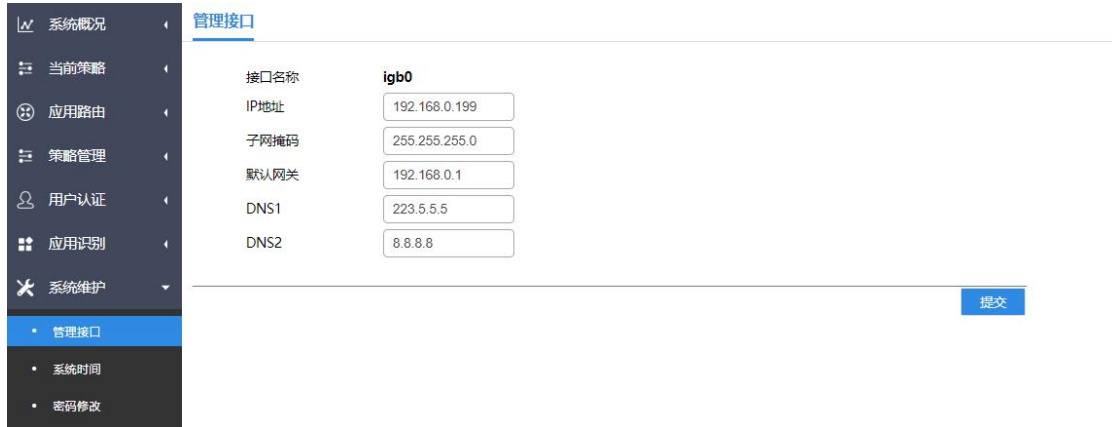 系统概况
当前策略
应用路由
策略管理
用户认证
应用识别
系统维护
管理接口
系统时间
密码修改
管理接口
接口名称 igb0
IP地址 192.168.0.199
子网掩码 255.255.255.0
默认网关 192.168.0.1
DNS1 223.5.5.5
DNS2 8.8.8.8
提交